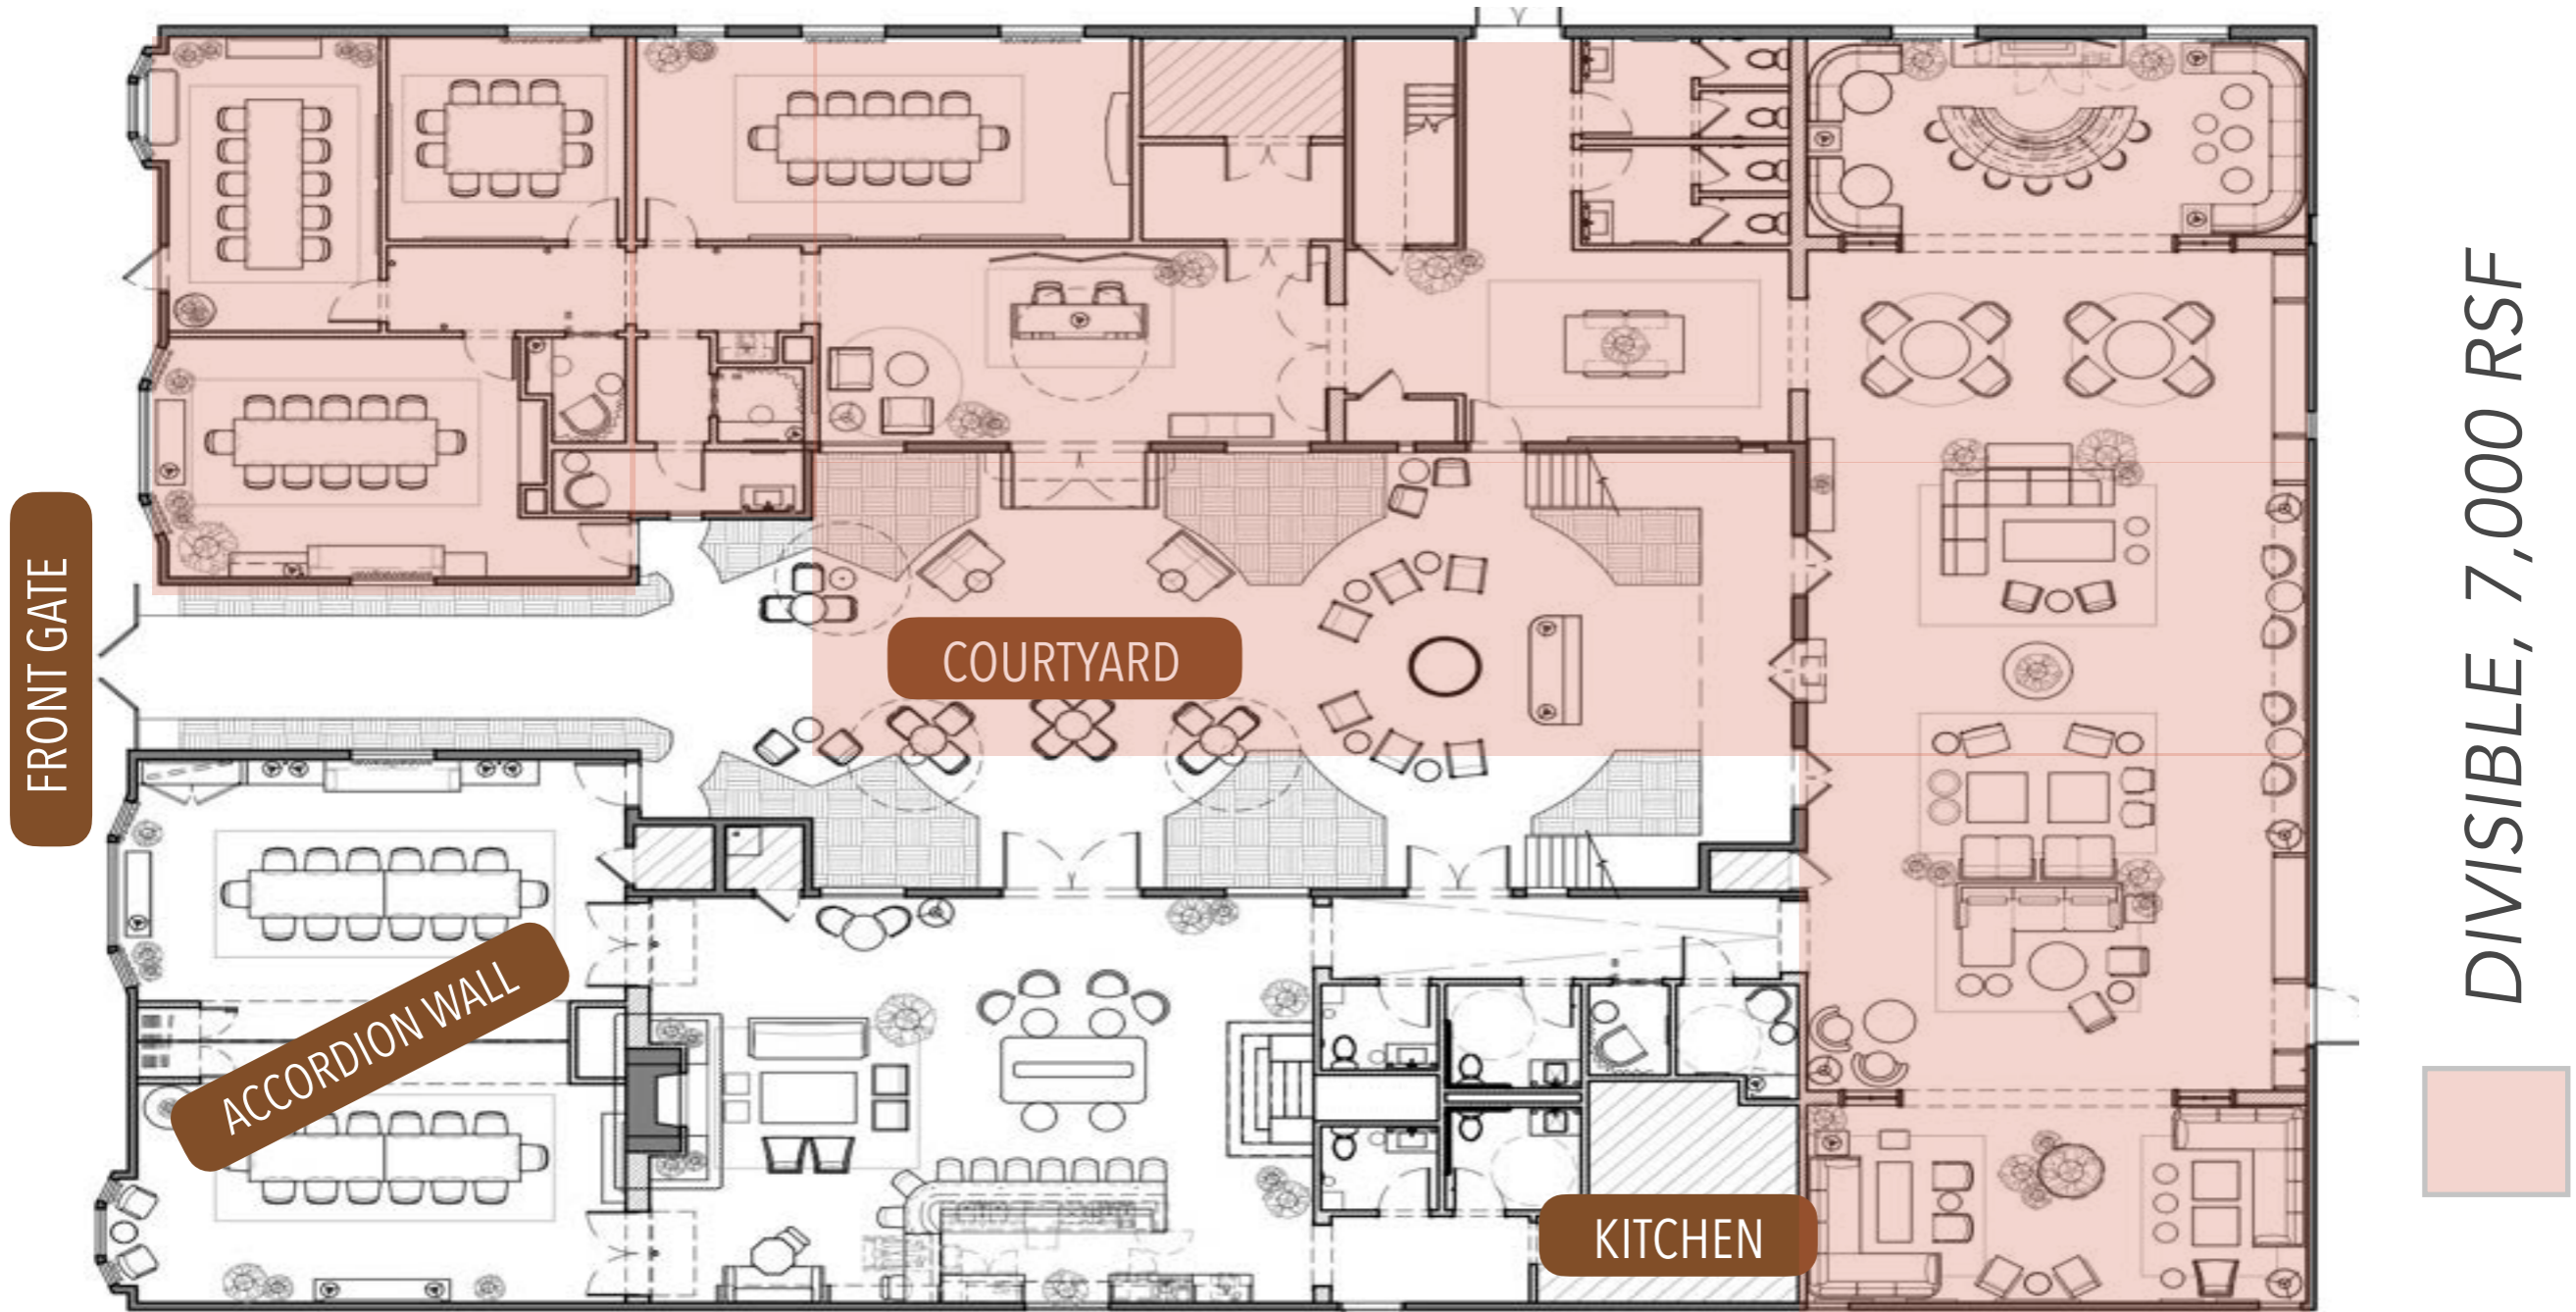 FRONT GATE
COURTYARD
ACCORDION WALL
KITCHEN
DIVISIBLE, 7,000 RSF